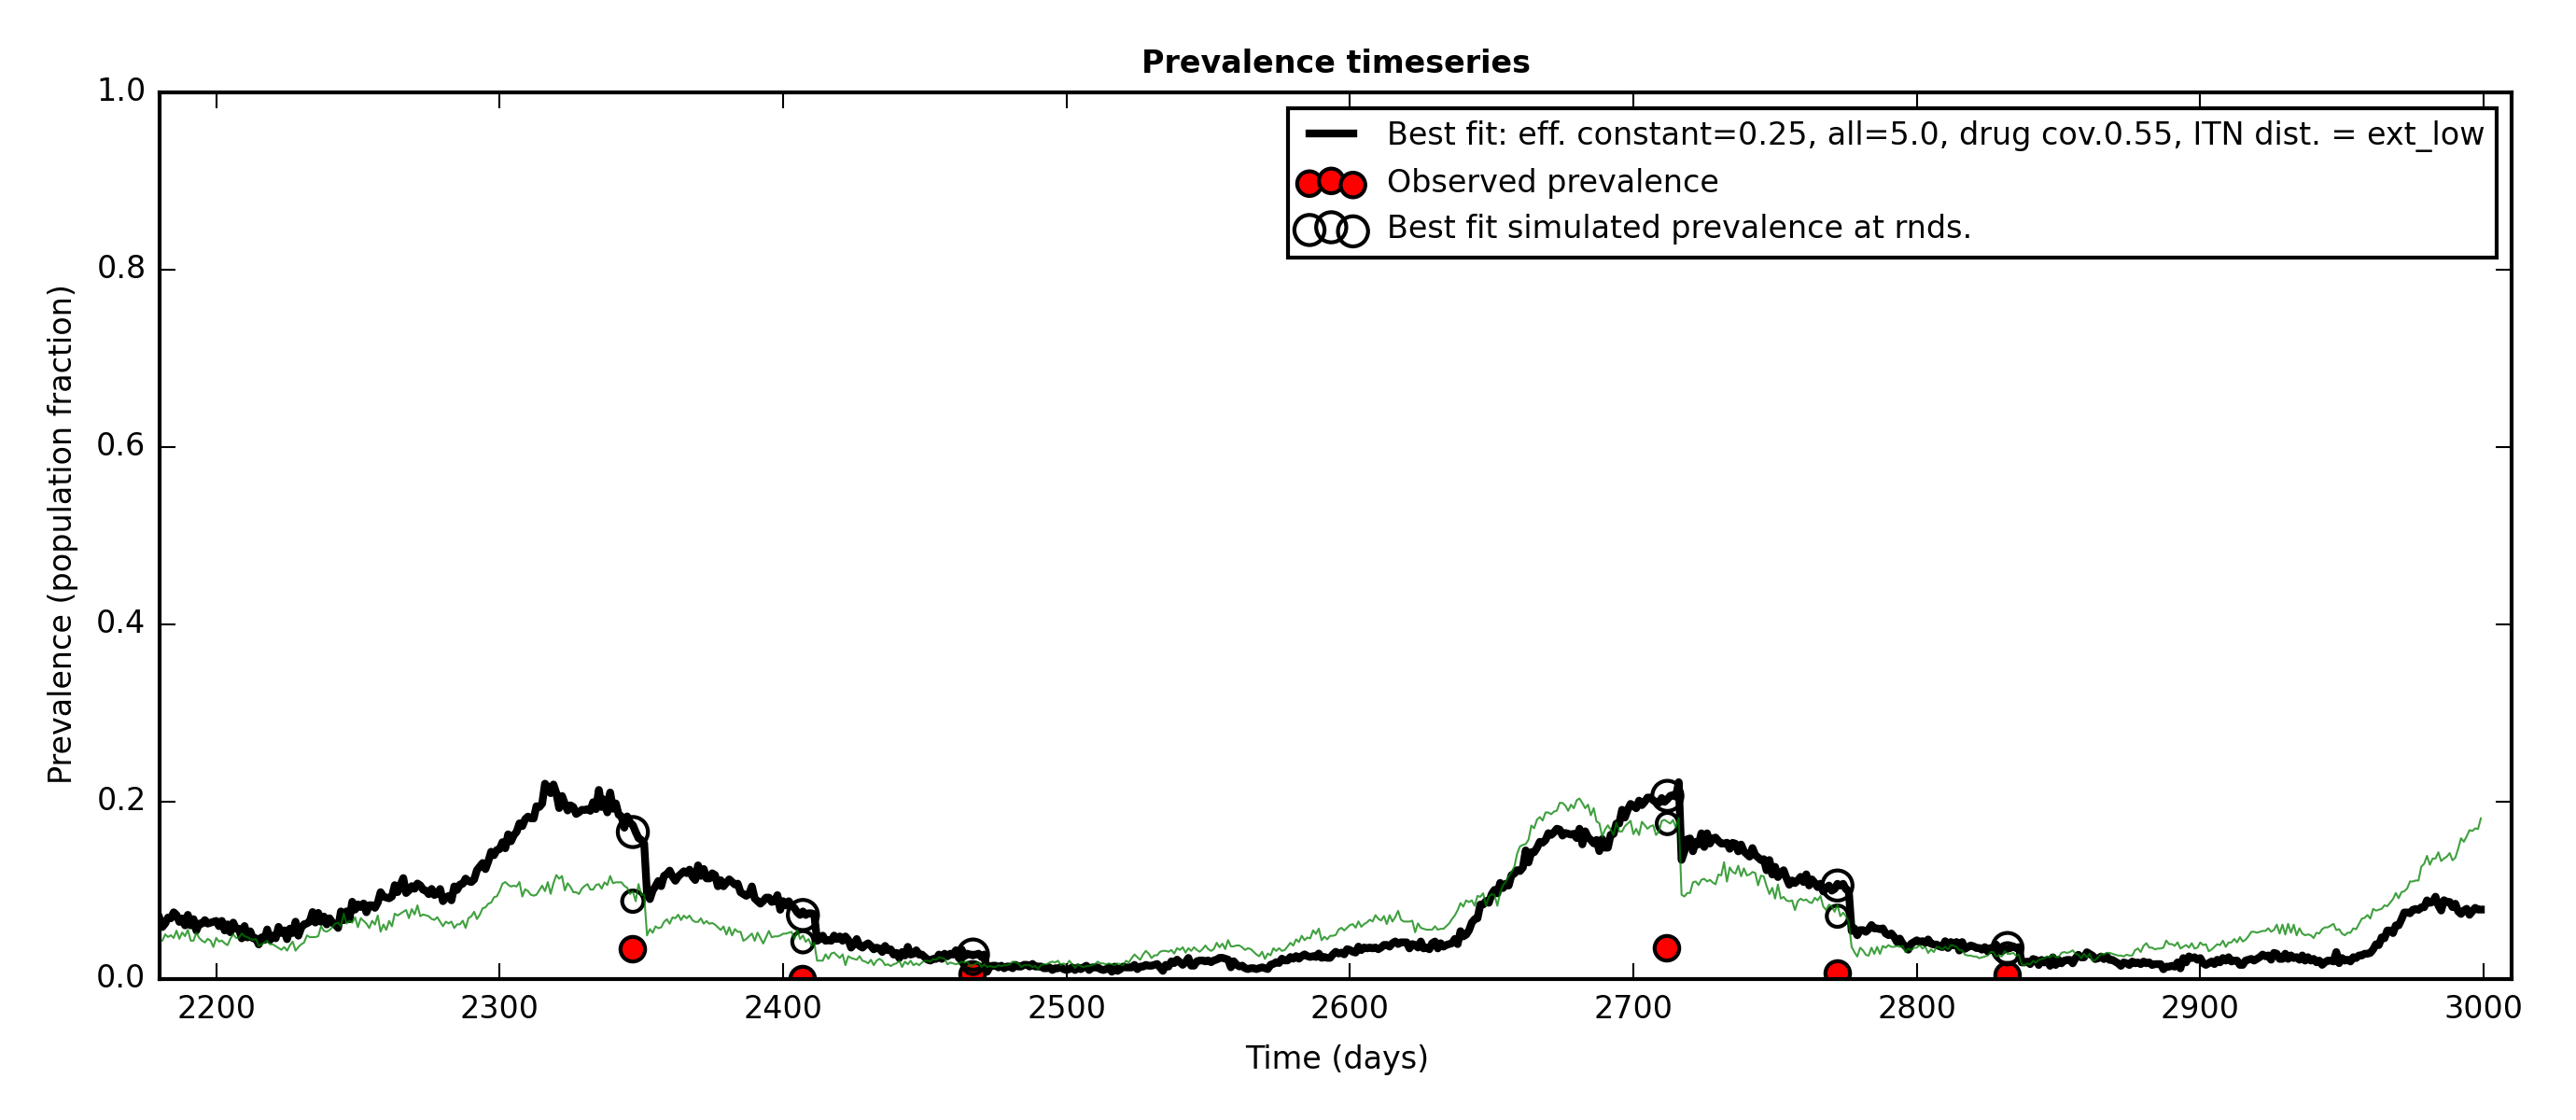 Prevalence timeseries
1.0
0.8
0.6
0.4
0.2
0.0
Prevalence (population fraction)
Best fit: eff. constant=0.25, all=5.0, drug cov.0.55, ITN dist. = ext_low
Observed prevalence
Best fit simulated prevalence at rnds.
2200 2300 2400 2500 2600 2700 2800 2900 3000
Time (days)